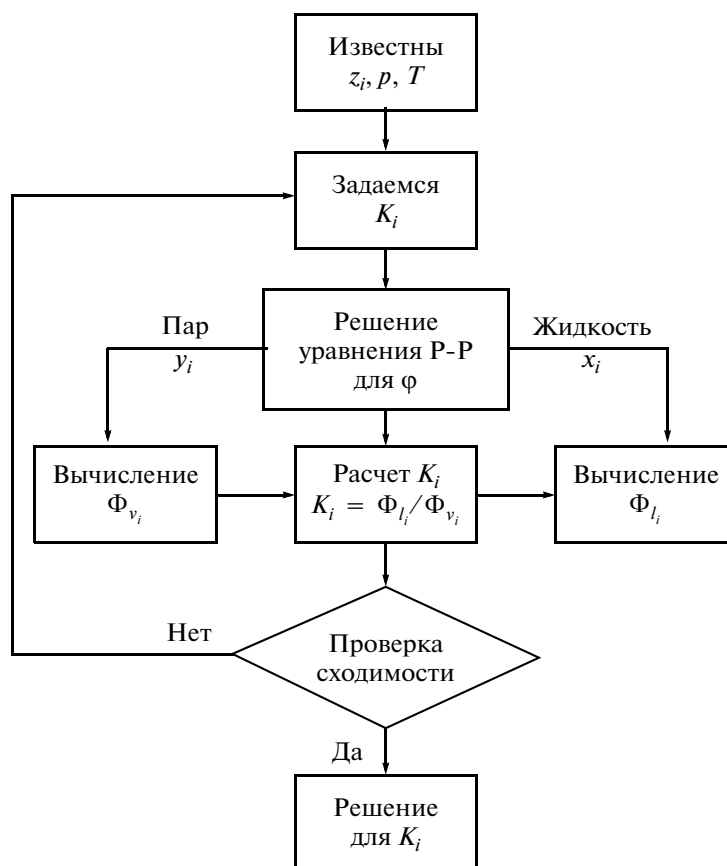 Известны
z_i, p, T
Задаемся
K_i
Пар
y_i
Решение
уравнения Р-Р
для φ
Жидкость
x_i
Вычисление
Φ_{v_i}
Расчет K_i
K_i = Φ_{l_i}/Φ_{v_i}
Вычисление
Φ_{l_i}
Нет
Проверка
сходимости
Да
Решение
для K_i